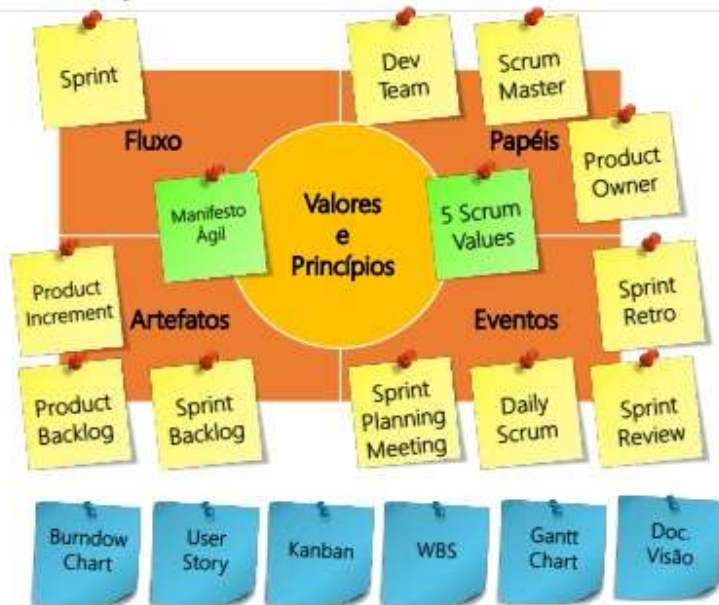 Sprint
Dev
Team
Scrum
Master
Fluxo
Papéis
Product
Owner
Manifesto
Ágil
Valores
e
Princípios
5 Scrum
Values
Product
Increment
Artefatos
Eventos
Sprint
Retro
Product
Backlog
Sprint
Backlog
Sprint
Planning
Meeting
Daily
Scrum
Sprint
Review
Burndow
Chart
User
Story
Kanban
WBS
Gantt
Chart
Doc.
Visão